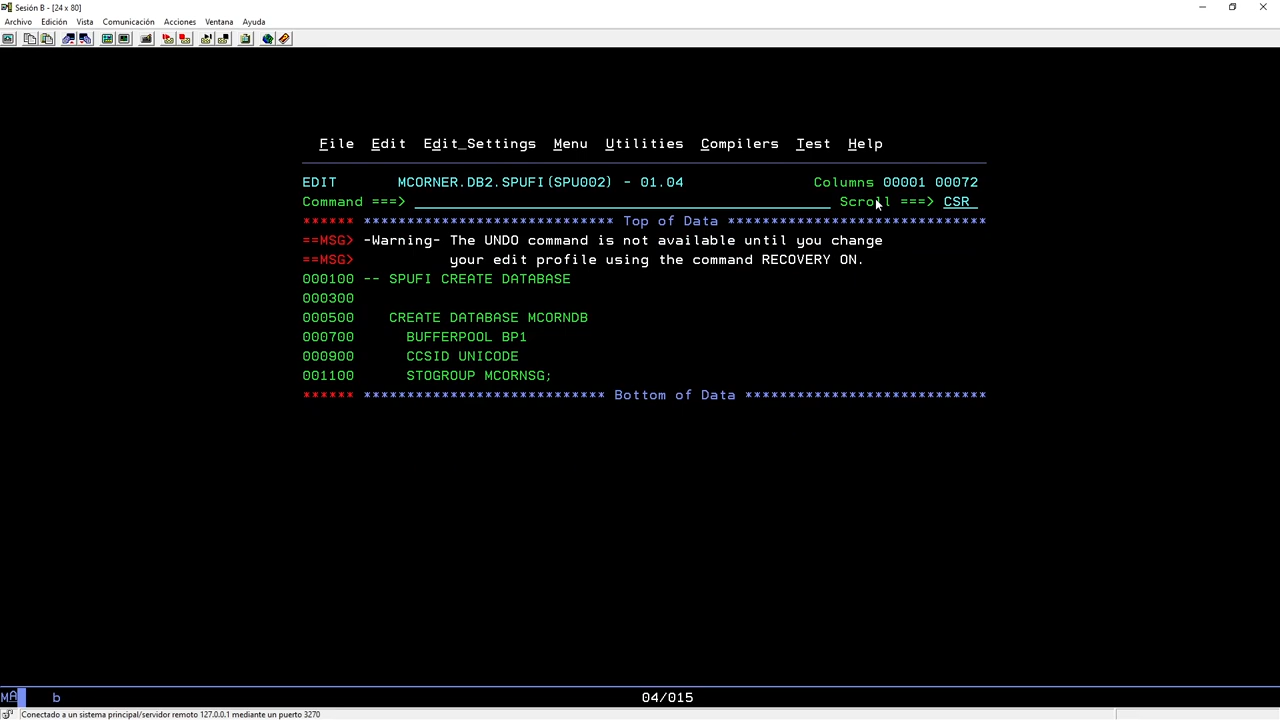 Sesión B - [24 x 80]
Archivo Edición Vista Comunicación Acciones Ventana Ayuda
File Edit Edit_Settings Menu Utilities Compilers Test Help
EDIT MCORNER.DB2.SPUFI(SPU002) - 01.04 Columns 00001 00072
Command ===> Scroll ===> CSR
****** ***************************** Top of Data ******************************
==MSG> -Warning- The UNDO command is not available until you change
==MSG> your edit profile using the command RECOVERY ON.
000100 -- SPUFI CREATE DATABASE
000300
000500 CREATE DATABASE MCORNDB
000700 BUFFERPOOL BP1
000900 CCSID UNICODE
001100 STOGROUP MCORNSG;
****** **************************** Bottom of Data ****************************
MA b 04/015
Conectado a un sistema principal/servidor remoto 127.0.0.1 mediante un puerto 3270